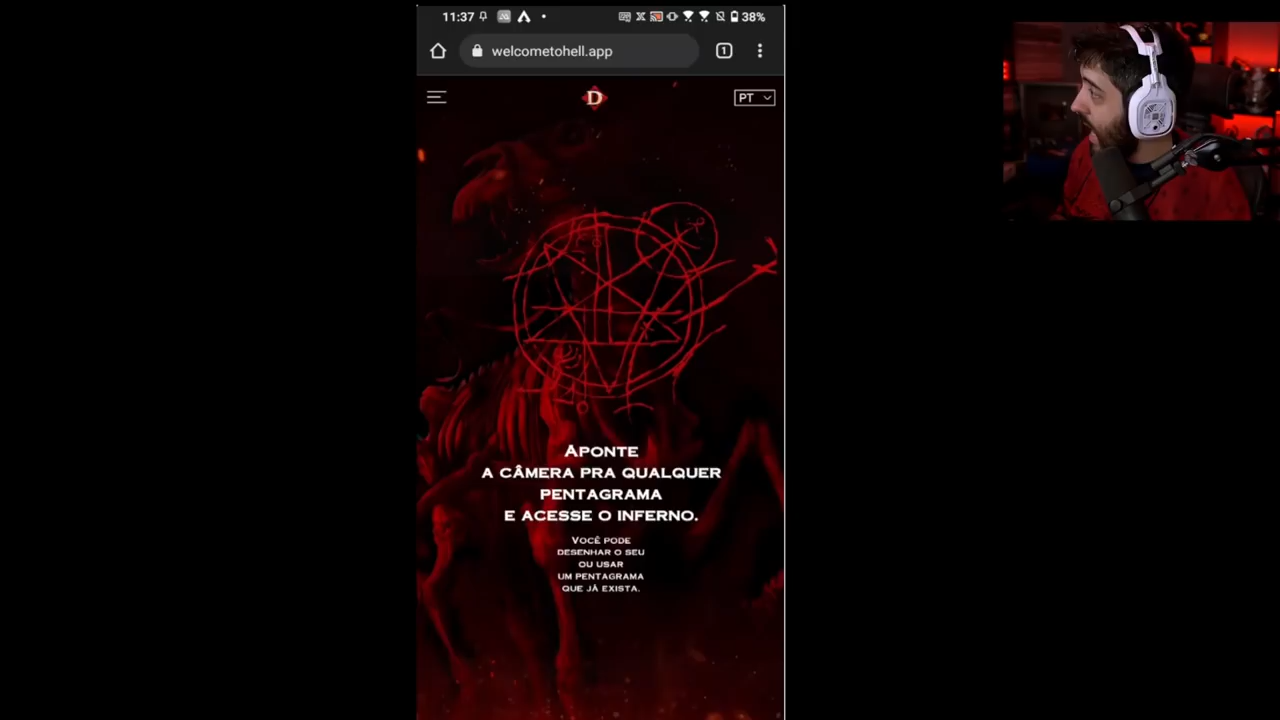 11:37
38%
welcometohell.app
1
D
PT
APONTE
A CÂMERA PRA QUALQUER
PENTAGRAMA
E ACESSE O INFERNO.
VOCÊ PODE
DESENHAR O SEU
OU USAR
UM PENTAGRAMA
QUE JÁ EXISTA.